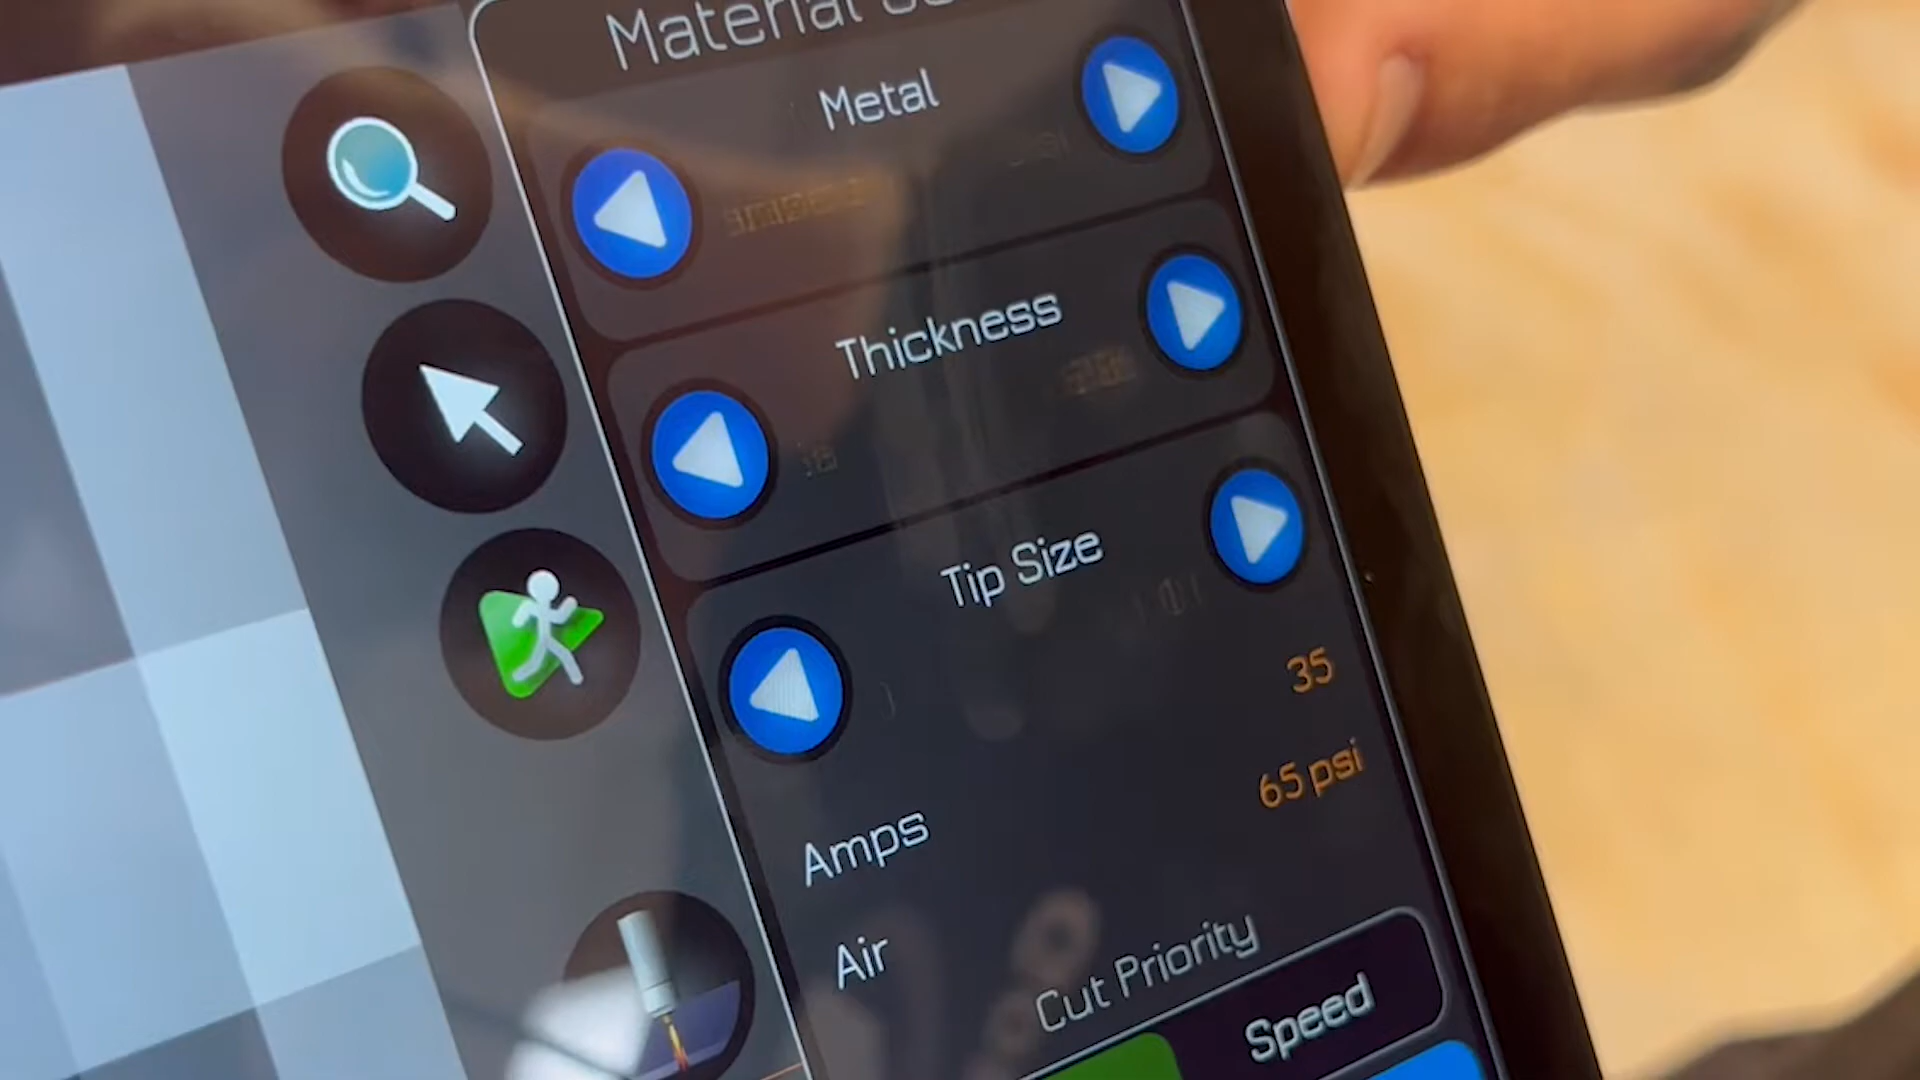 Material
Metal
Thickness
Tip Size
35
65 psi
Amps
Air
Cut Priority
Speed